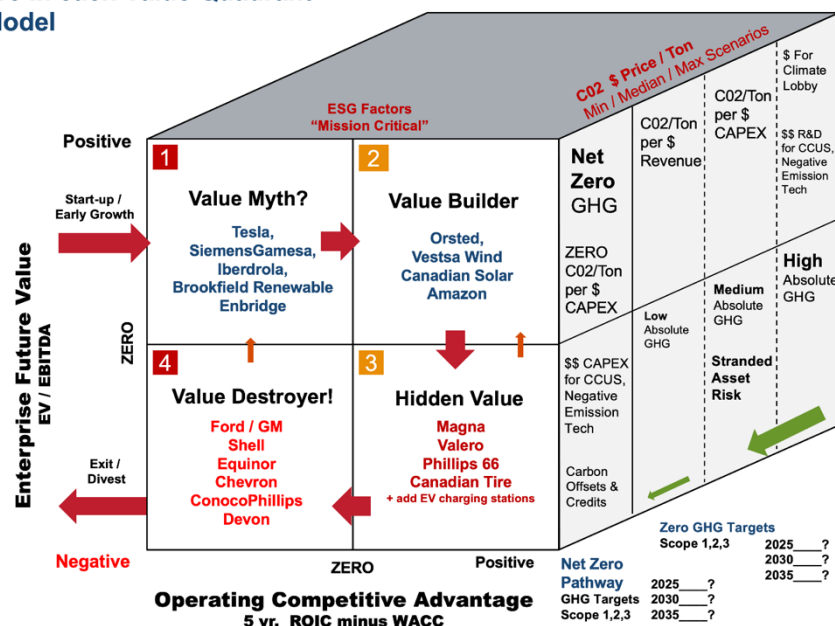 Model
ESG Factors
"Mission Critical"
C02 $ Price / Ton
Min / Median / Max Scenarios
Positive
Start-up /
Early Growth
Enterprise Future Value
EV / EBITDA
ZERO
Exit /
Divest
Negative
1
Value Myth?
Tesla,
SiemensGamesa,
Iberdrola,
Brookfield Renewable
Enbridge
2
Value Builder
Orsted,
Vestsa Wind
Canadian Solar
Amazon
4
Value Destroyer!
Ford / GM
Shell
Equinor
Chevron
ConocoPhillips
Devon
3
Hidden Value
Magna
Valero
Phillips 66
Canadian Tire
+ add EV charging stations
ZERO
Positive
Operating Competitive Advantage
5 yr. ROIC minus WACC
Net
Zero
GHG
ZERO
C02/Ton
per $
CAPEX
$$ CAPEX
for CCUS,
Negative
Emission
Tech
Carbon
Offsets &
Credits
C02/Ton
per $
Revenue
Low
Absolute
GHG
C02/Ton
per $
CAPEX
Medium
Absolute
GHG
Stranded
Asset
Risk
$ For
Climate
Lobby
$$ R&D
for CCUS,
Negative
Emission
Tech
High
Absolute
GHG
Zero GHG Targets
Scope 1,2,3 2025____?
2030____?
2035____?
Net Zero
Pathway 2025____?
GHG Targets 2030____?
Scope 1,2,3 2035____?